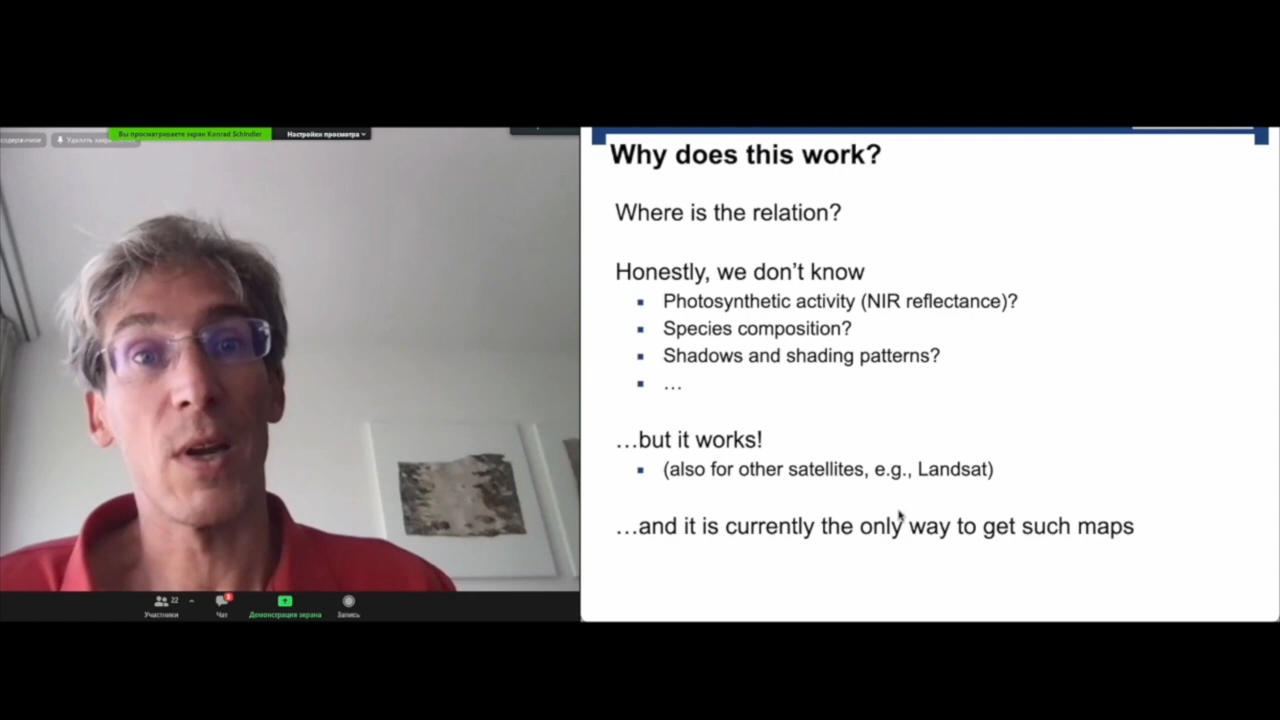 содержимое
Удалить закр
Вы просматриваете экран Konrad Schindler
Настройки просмотра
Why does this work?
Where is the relation?
Honestly, we don’t know
▪ Photosynthetic activity (NIR reflectance)?
▪ Species composition?
▪ Shadows and shading patterns?
▪ …
…but it works!
▪ (also for other satellites, e.g., Landsat)
…and it is currently the only way to get such maps
22
3
Участники
Чат
Демонстрация экрана
Запись